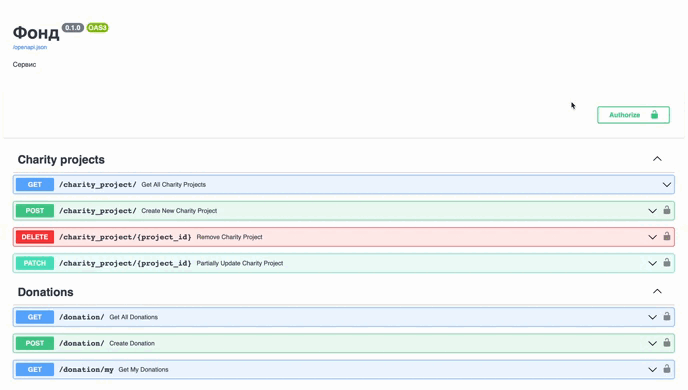 Фонд 0.1.0 OAS3
/openapi.json
Сервис
Authorize
Charity projects
GET /charity_project/ Get All Charity Projects
POST /charity_project/ Create New Charity Project
DELETE /charity_project/{project_id} Remove Charity Project
PATCH /charity_project/{project_id} Partially Update Charity Project
Donations
GET /donation/ Get All Donations
POST /donation/ Create Donation
GET /donation/my Get My Donations